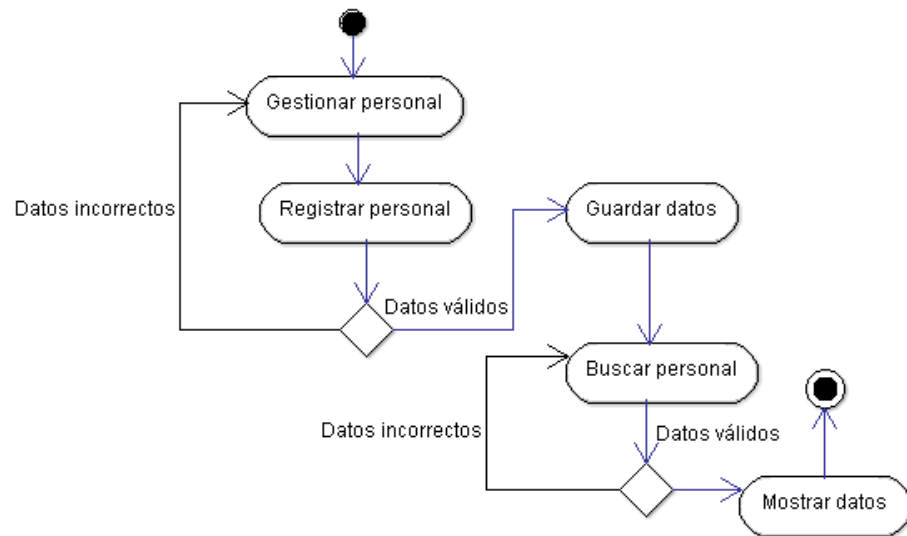 Gestionar personal
Datos incorrectos
Registrar personal
Guardar datos
Datos válidos
Buscar personal
Datos incorrectos
Datos válidos
Mostrar datos